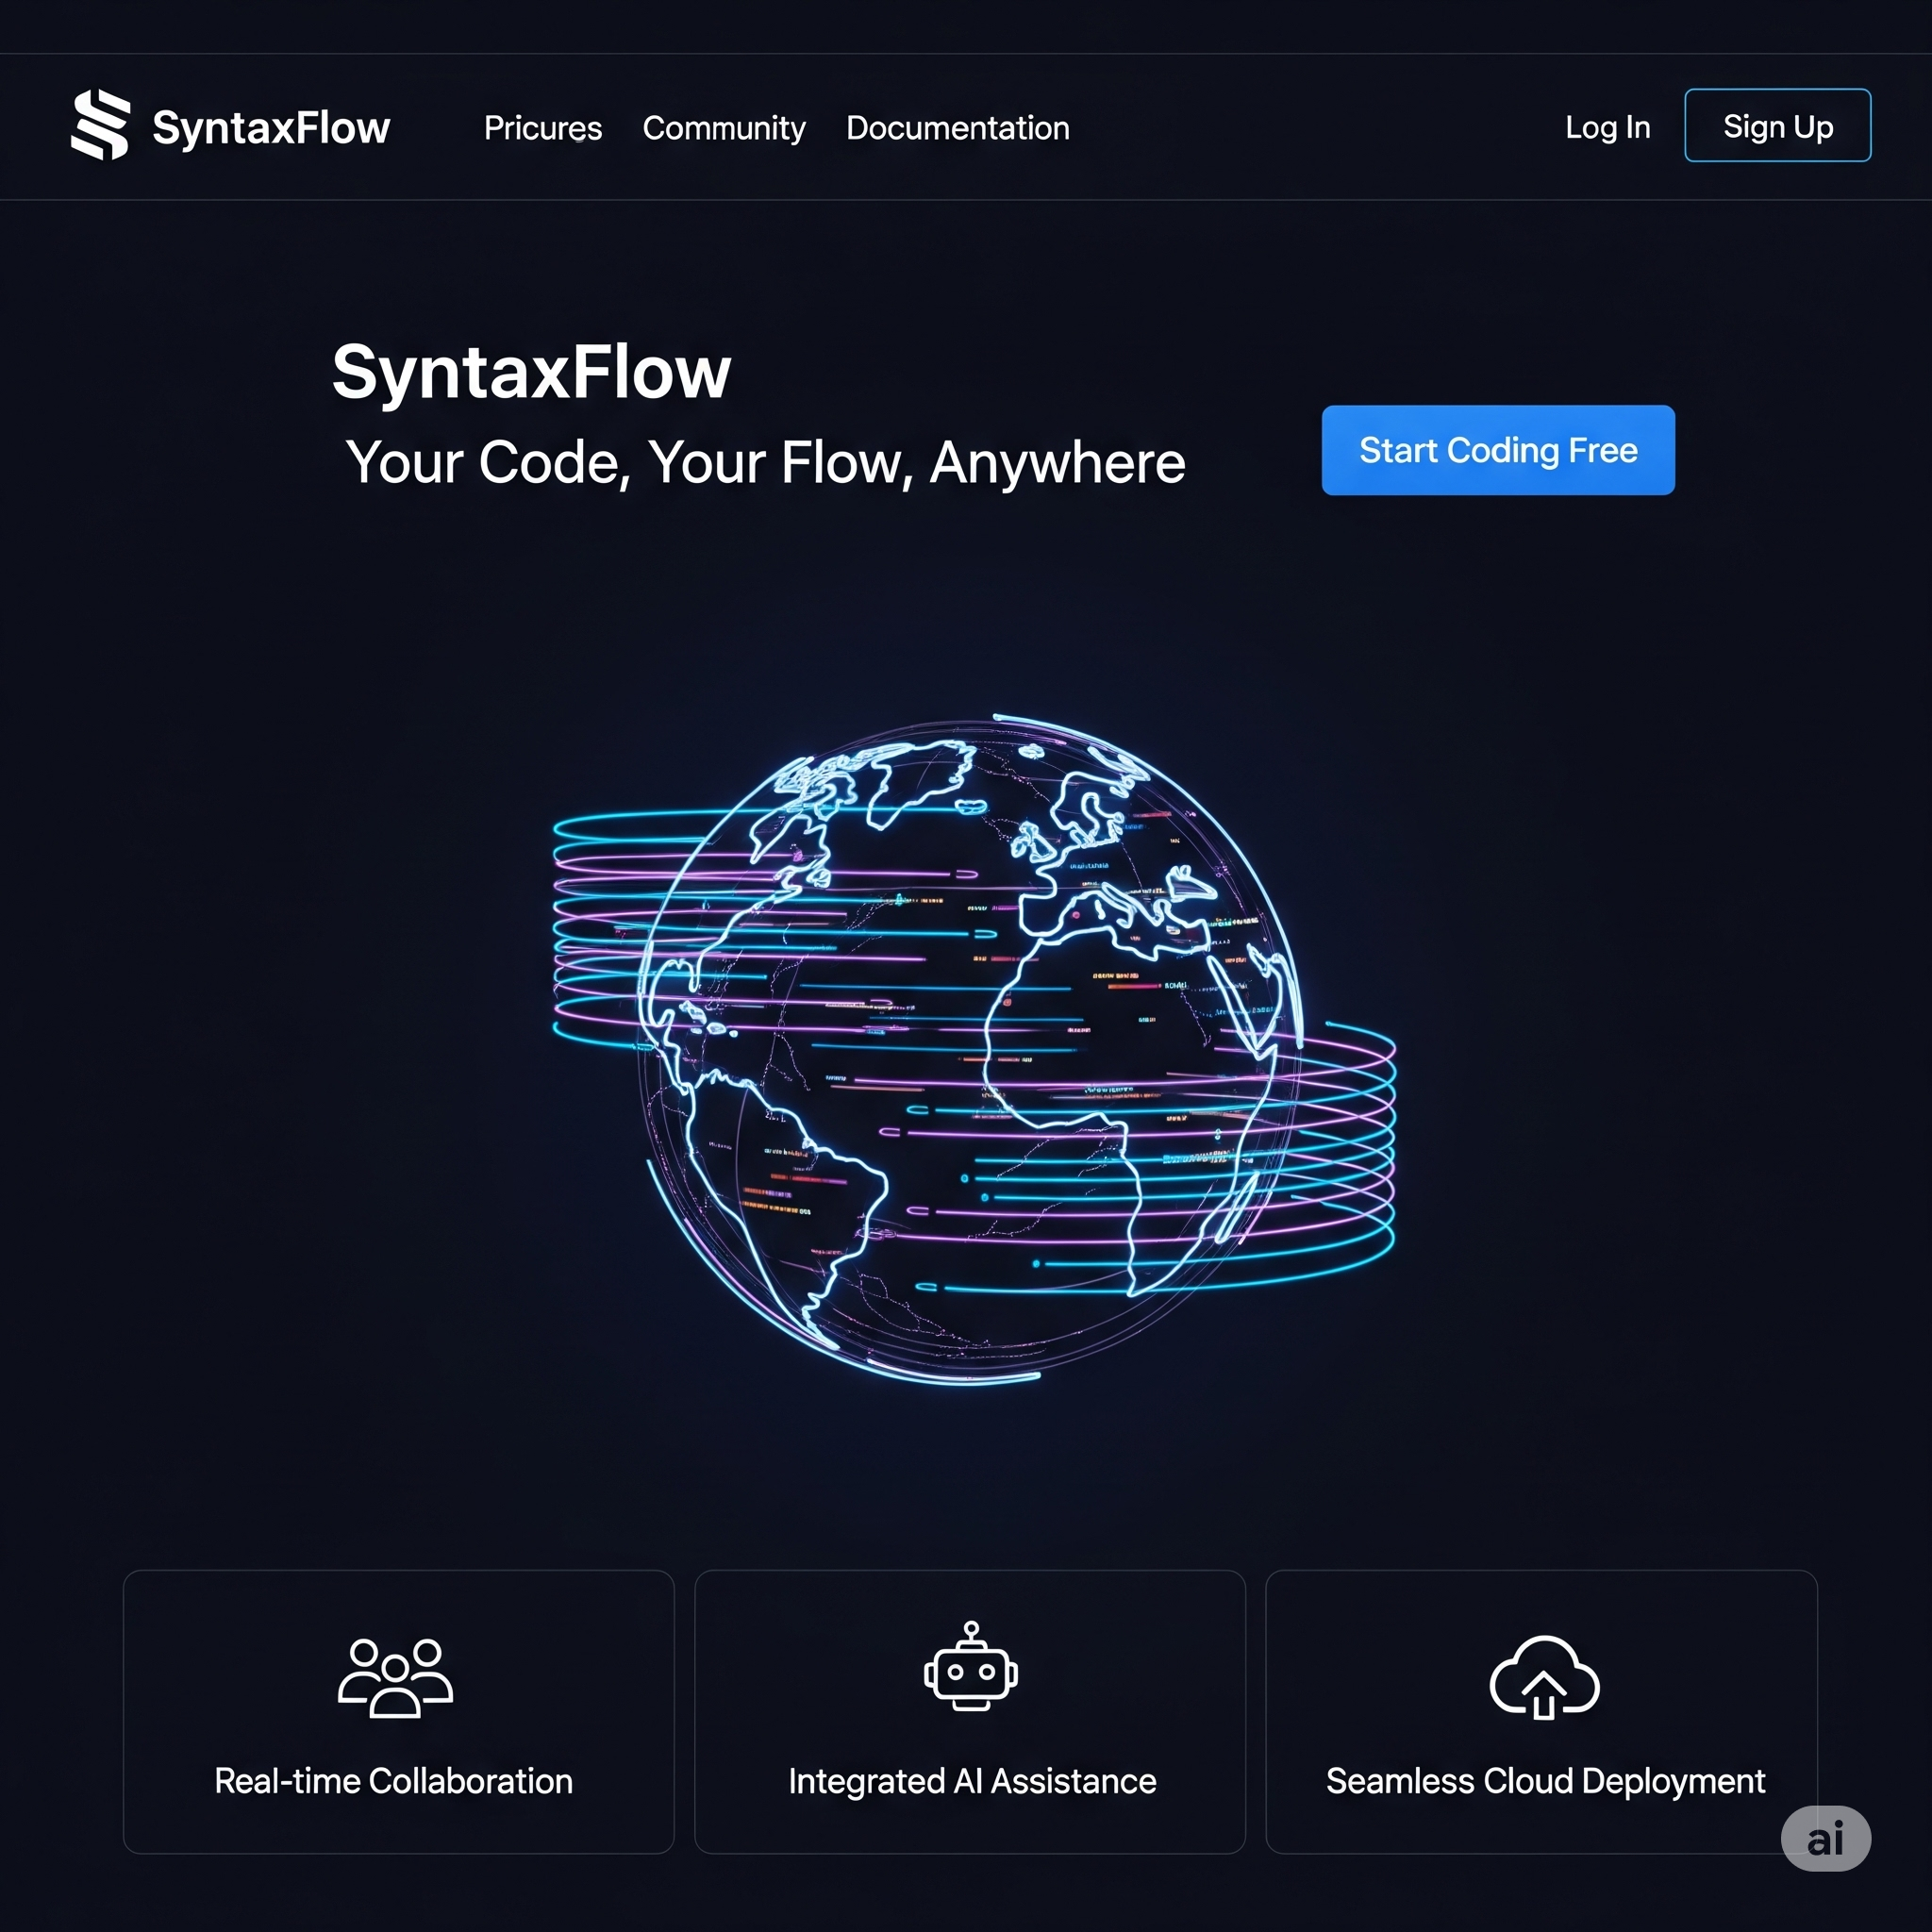 SyntaxFlow
Pricures Community Documentation
Log In
Sign Up
SyntaxFlow
Your Code, Your Flow, Anywhere
Start Coding Free
Real-time Collaboration
Integrated AI Assistance
Seamless Cloud Deployment
ai